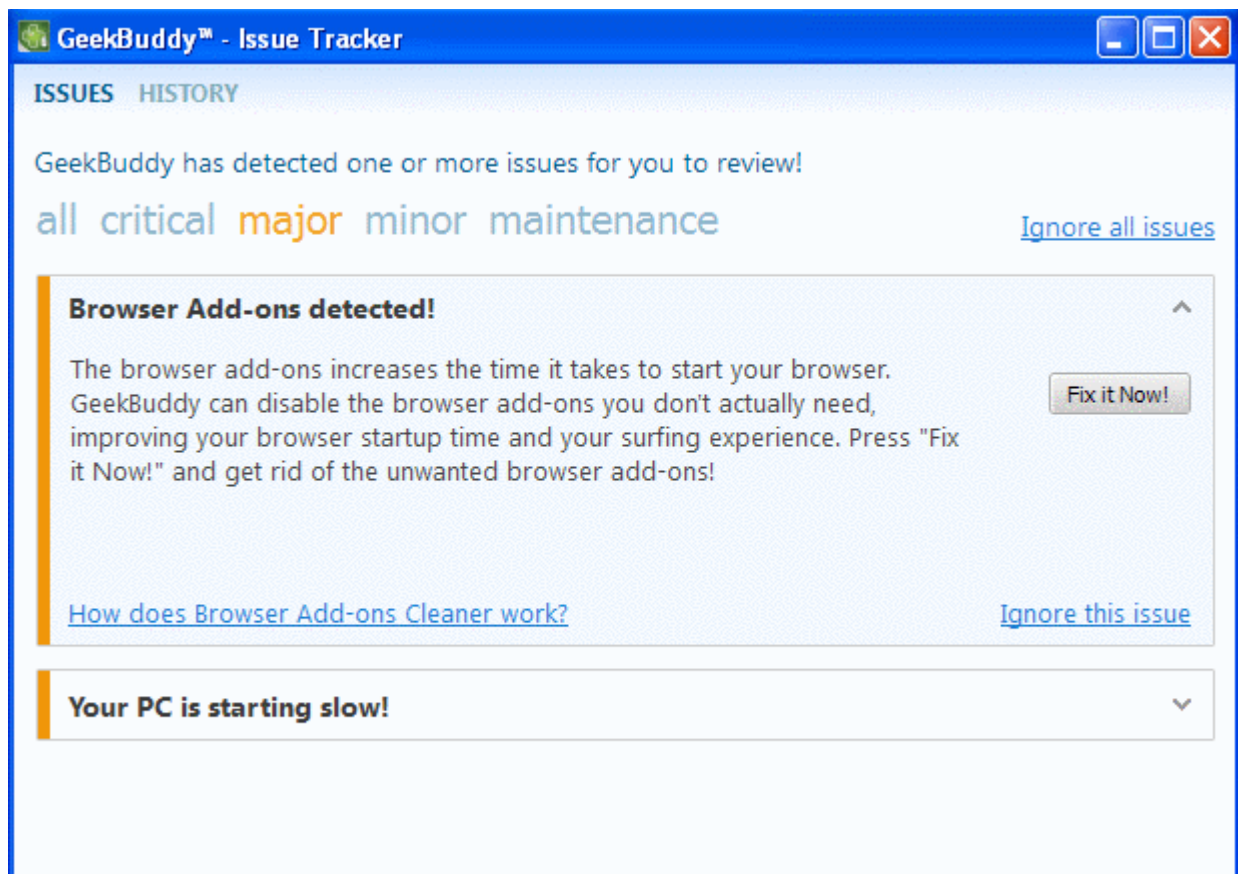 GeekBuddy™ - Issue Tracker
ISSUES HISTORY
GeekBuddy has detected one or more issues for you to review!
all critical major minor maintenance
Ignore all issues
Browser Add-ons detected!
The browser add-ons increases the time it takes to start your browser.
GeekBuddy can disable the browser add-ons you don't actually need,
improving your browser startup time and your surfing experience. Press "Fix
it Now!" and get rid of the unwanted browser add-ons!
Fix it Now!
How does Browser Add-ons Cleaner work?
Ignore this issue
Your PC is starting slow!